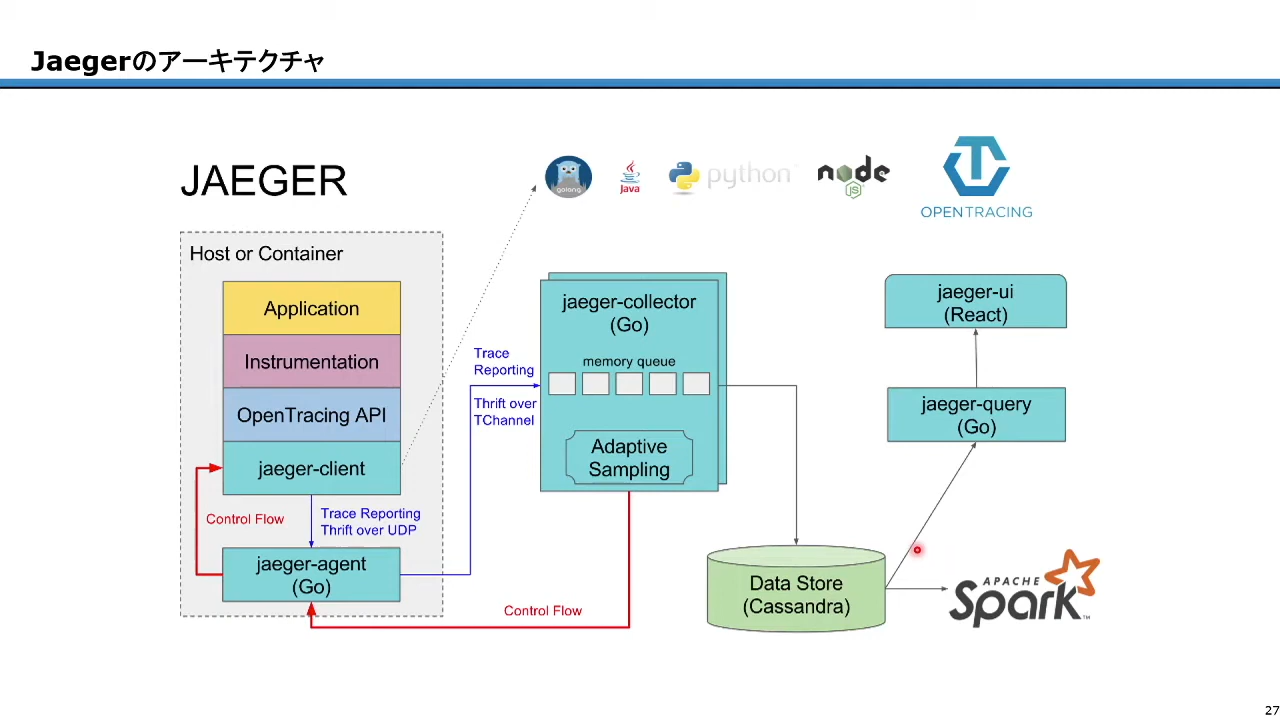 Jaegerのアーキテクチャ
JAEGER
golang
Java
python
node
JS
OPENTRACING
Host or Container
Application
Instrumentation
OpenTracing API
jaeger-client
Control Flow
Trace Reporting
Thrift over UDP
jaeger-agent
(Go)
Trace
Reporting
Thrift over
TChannel
jaeger-collector
(Go)
memory queue
Adaptive
Sampling
Control Flow
Data Store
(Cassandra)
jaeger-ui
(React)
jaeger-query
(Go)
APACHE
Spark™
27